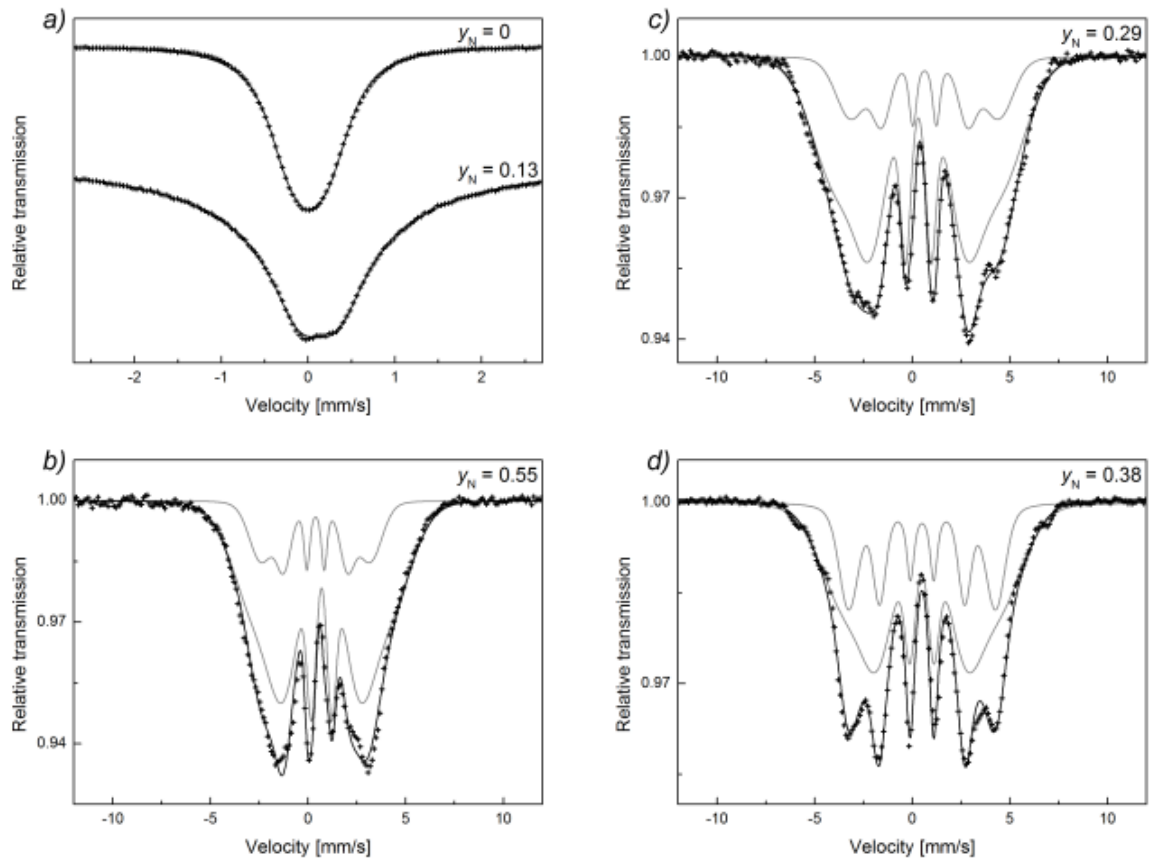 a)
y_N = 0
y_N = 0.13
Relative transmission
Relative transmission
-2 -1 0 1 2
Velocity [mm/s]
c)
y_N = 0.29
1.00
0.97
0.94
Relative transmission
-10 -5 0 5 10
Velocity [mm/s]
b)
y_N = 0.55
1.00
0.97
0.94
Relative transmission
-10 -5 0 5 10
Velocity [mm/s]
d)
y_N = 0.38
1.00
0.97
Relative transmission
-10 -5 0 5 10
Velocity [mm/s]